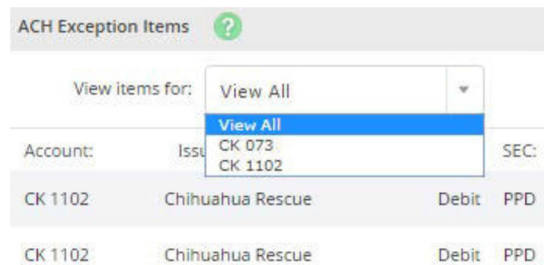 ACH Exception Items ?
View items for: View All
View All
CK 073
CK 1102
Account: SEC:
CK 1102 Chihuahua Rescue Debit PPD
CK 1102 Chihuahua Rescue Debit PPD